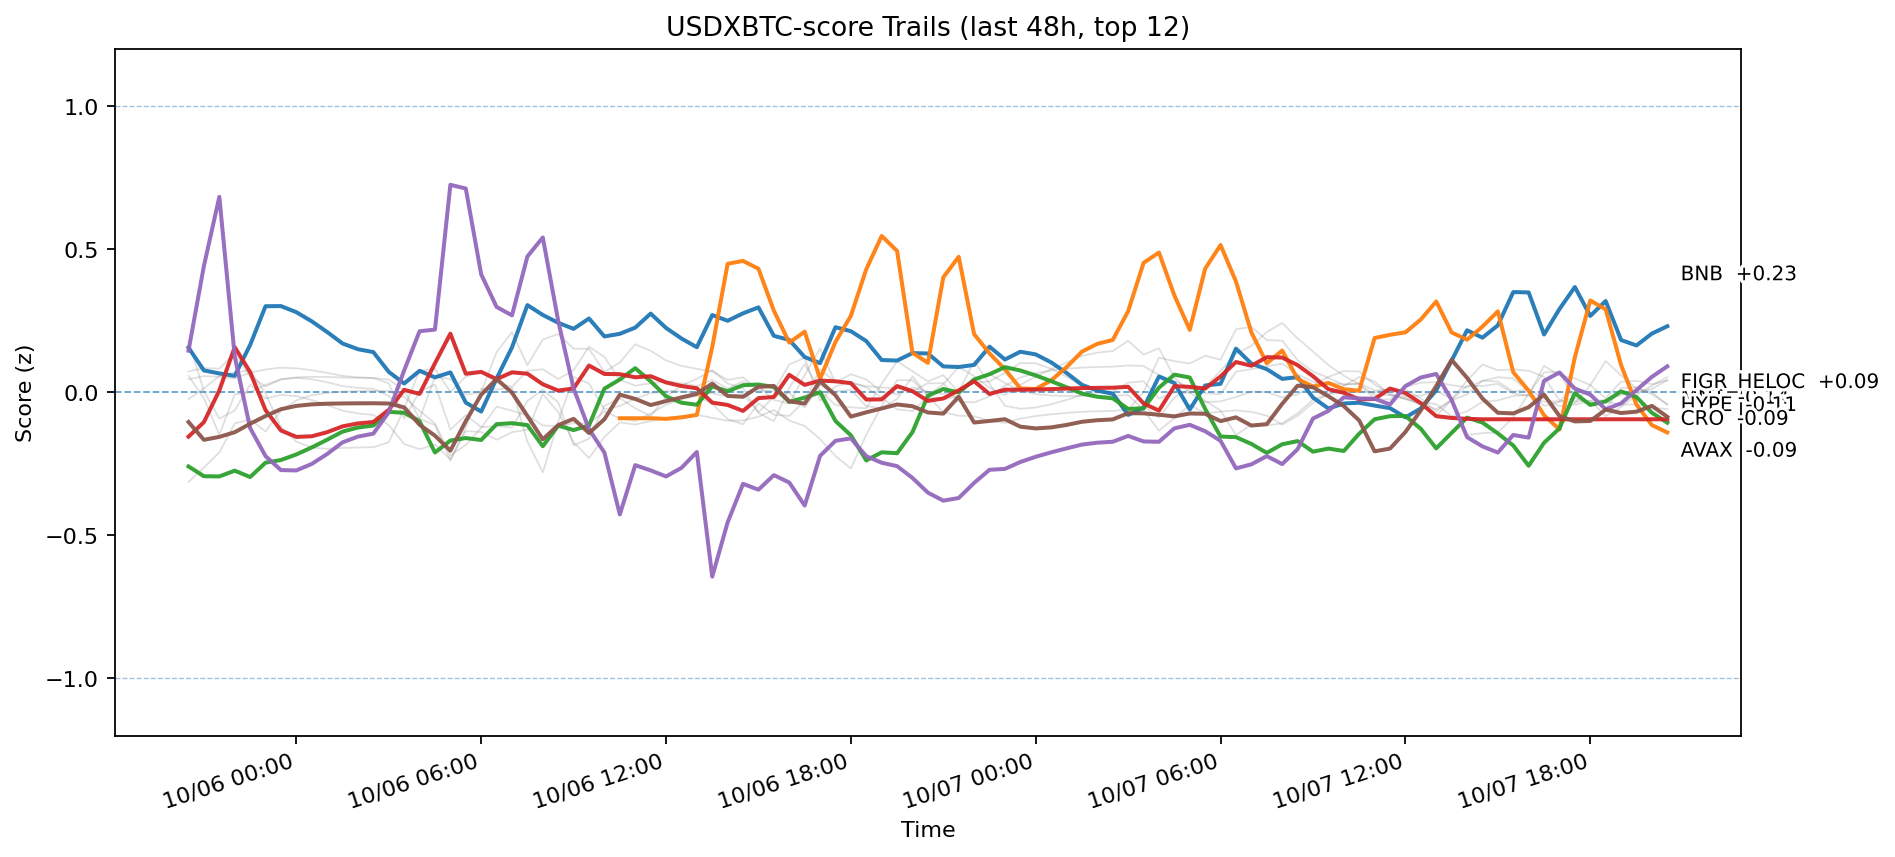 USDXBTC-score Trails (last 48h, top 12)
Score (z)
1.0
0.5
0.0
−0.5
−1.0
BNB +0.23
FIGR_HELOC +0.09
HYPE -0.11
CRO -0.09
AVAX -0.09
10/06 00:00
10/06 06:00
10/06 12:00
10/06 18:00
10/07 00:00
10/07 06:00
10/07 12:00
10/07 18:00
Time